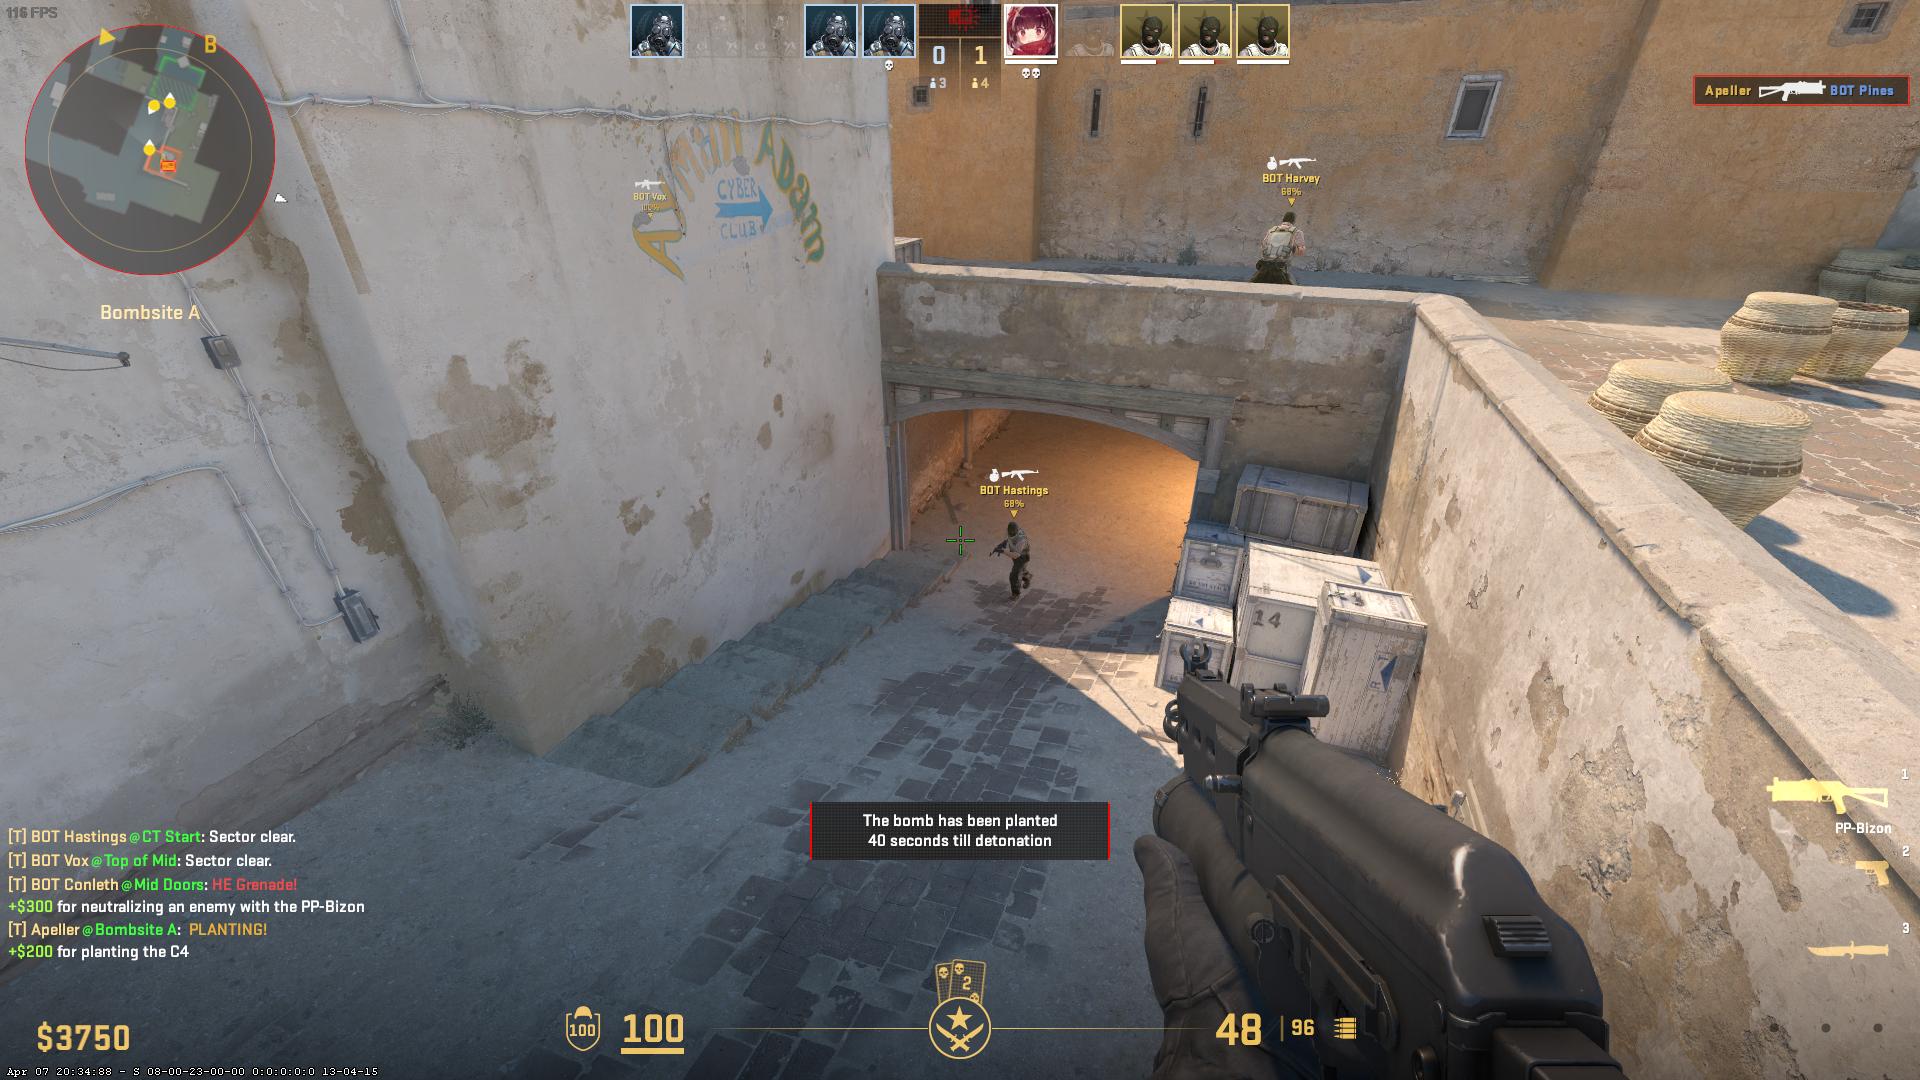 116 FPS
B
0 1
3 4
Apeller BOT Pines
BOT Harvey
68%
BOT Vox
100%
Akmall ADam
CYBER
CLUB
Bombsite A
BOT Hastings
68%
14
1
PP-Bizon
2
3
The bomb has been planted
40 seconds till detonation
[T] BOT Hastings@CT Start: Sector clear.
[T] BOT Vox@Top of Mid: Sector clear.
[T] BOT Conleth@Mid Doors: HE Grenade!
+$300 for neutralizing an enemy with the PP-Bizon
[T] Apeller@Bombsite A: PLANTING!
+$200 for planting the C4
2
$3750
100 100
48 96
Apr 07 20:34:88 - S 08-00-23-00-00 0:0:0:0:0 13-04-15